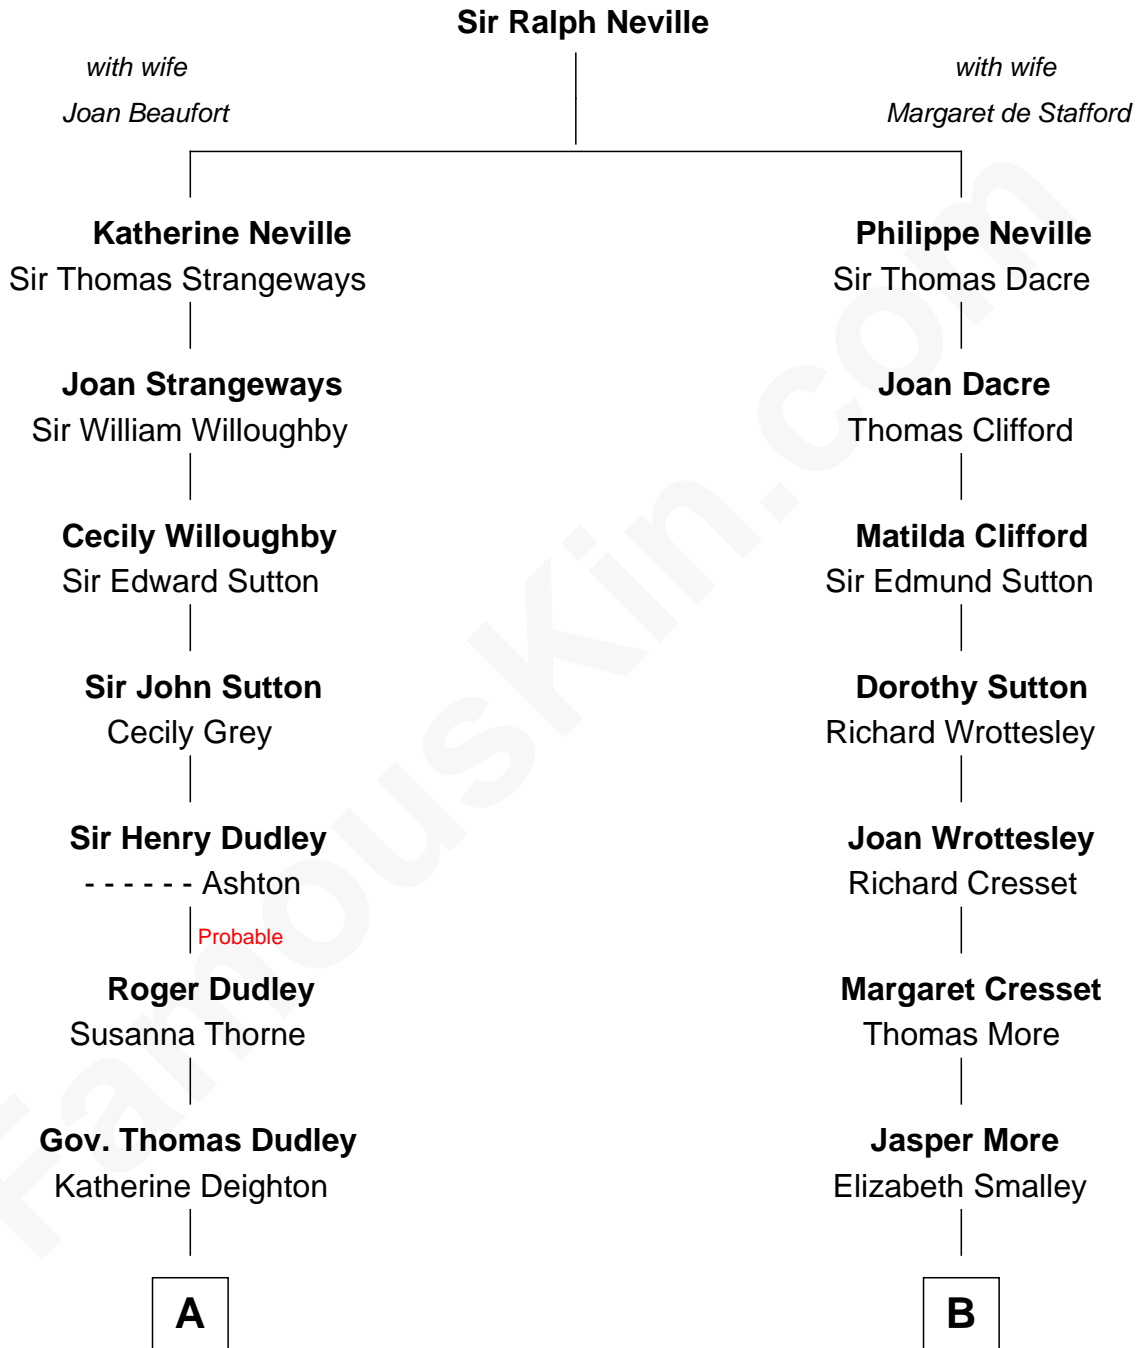 Sir Ralph Neville
with wife
Joan Beaufort
with wife
Margaret de Stafford
Katherine Neville
Sir Thomas Strangeways
Philippe Neville
Sir Thomas Dacre
Joan Strangeways
Sir William Willoughby
Joan Dacre
Thomas Clifford
Cecily Willoughby
Sir Edward Sutton
Matilda Clifford
Sir Edmund Sutton
Sir John Sutton
Cecily Grey
Dorothy Sutton
Richard Wrottesley
Sir Henry Dudley
- - - - - - Ashton
Joan Wrottesley
Richard Cresset
Probable
Roger Dudley
Susanna Thorne
Margaret Cresset
Thomas More
Gov. Thomas Dudley
Katherine Deighton
Jasper More
Elizabeth Smalley
A
B
FamousKin.com